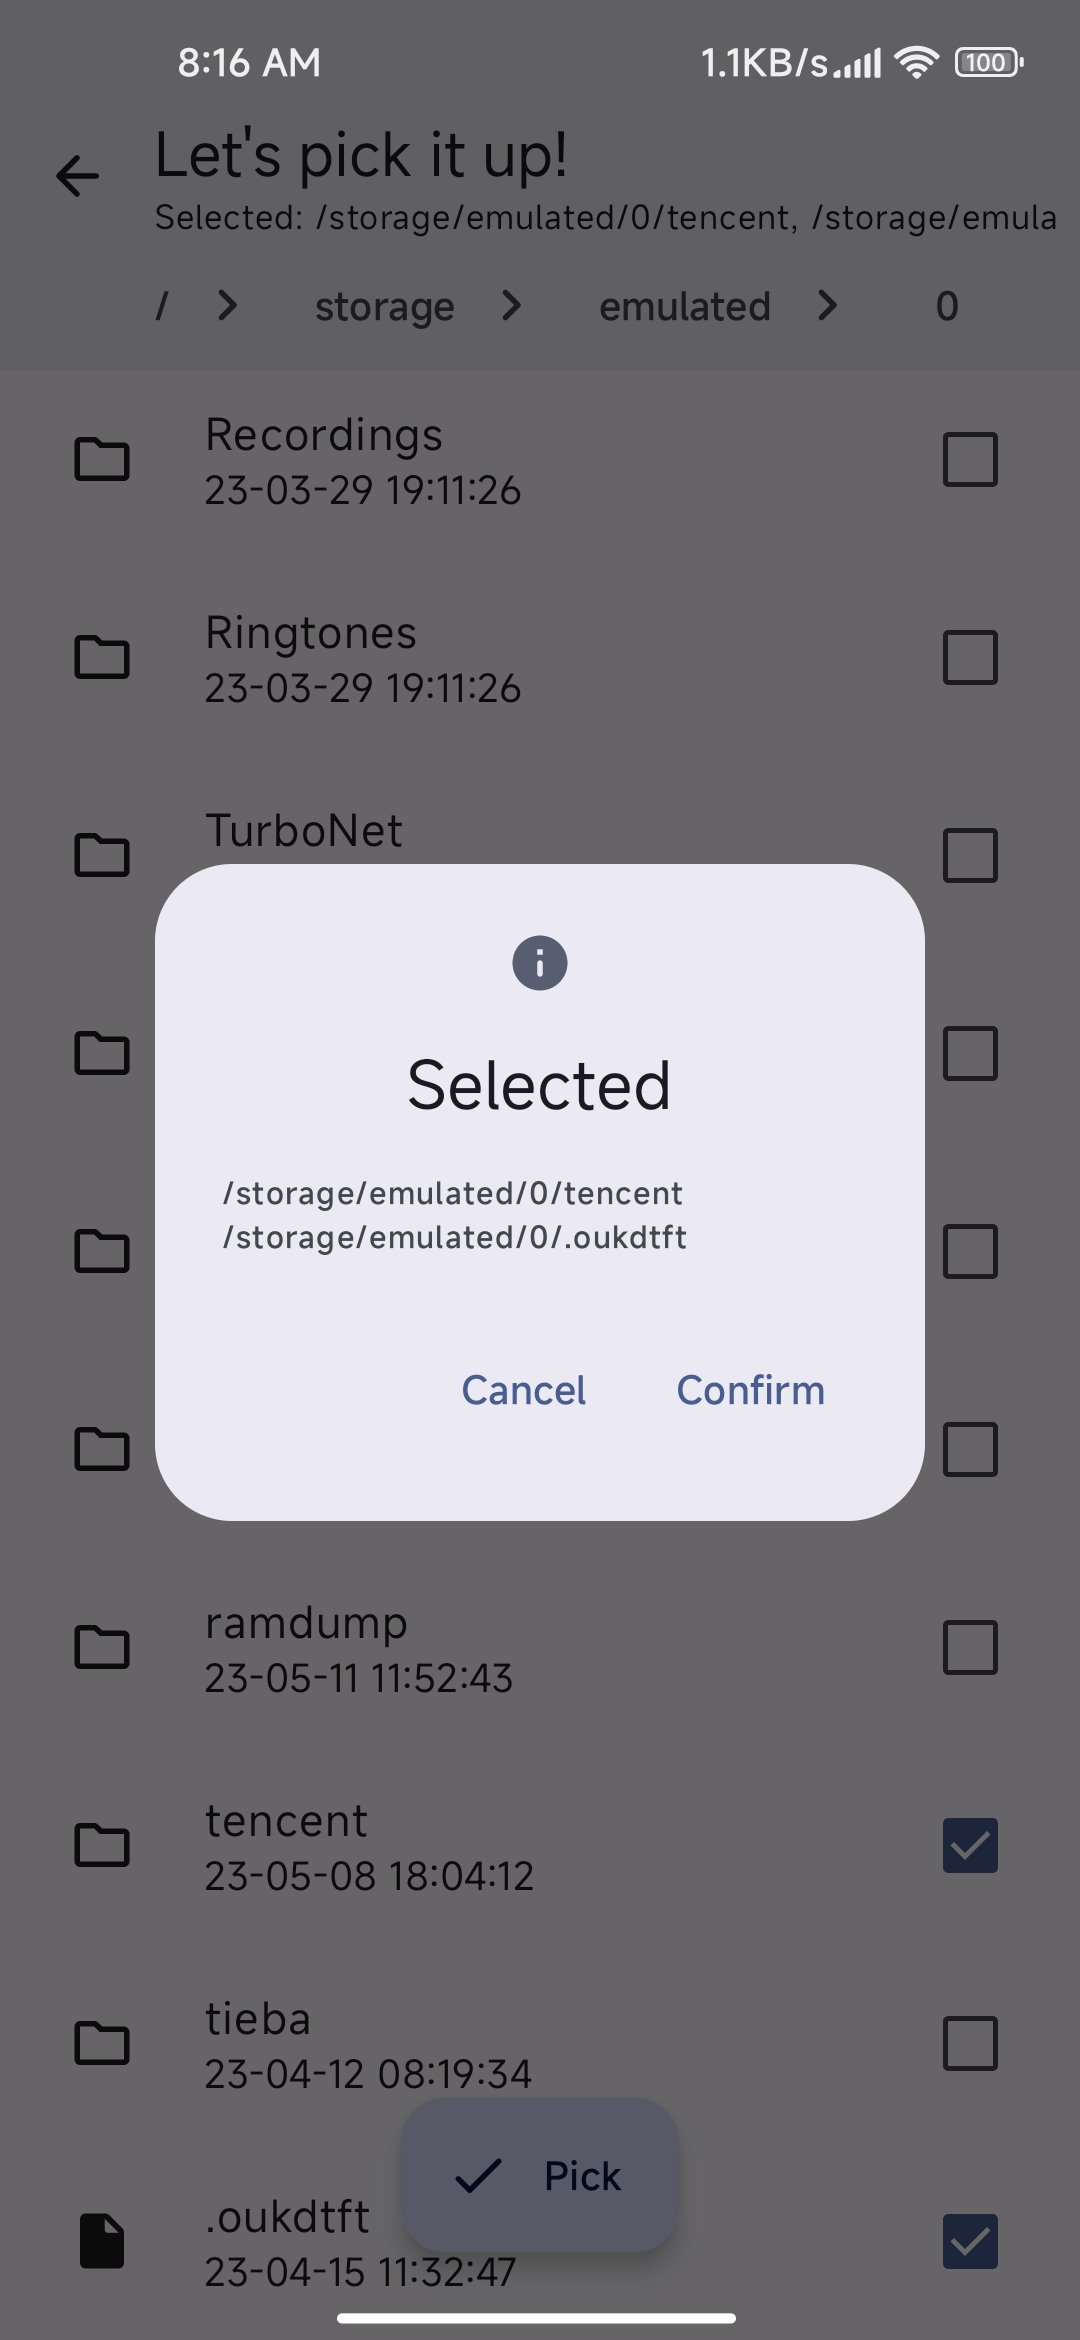 8:16 AM 1.1KB/s 100
Let's pick it up!
Selected: /storage/emulated/0/tencent, /storage/emula
/ storage emulated 0
Recordings
23-03-29 19:11:26
Ringtones
23-03-29 19:11:26
TurboNet
Selected
/storage/emulated/0/tencent
/storage/emulated/0/.oukdtft
Cancel Confirm
ramdump
23-05-11 11:52:43
tencent
23-05-08 18:04:12
tieba
23-04-12 08:19:34
Pick
.oukdtft
23-04-15 11:32:47